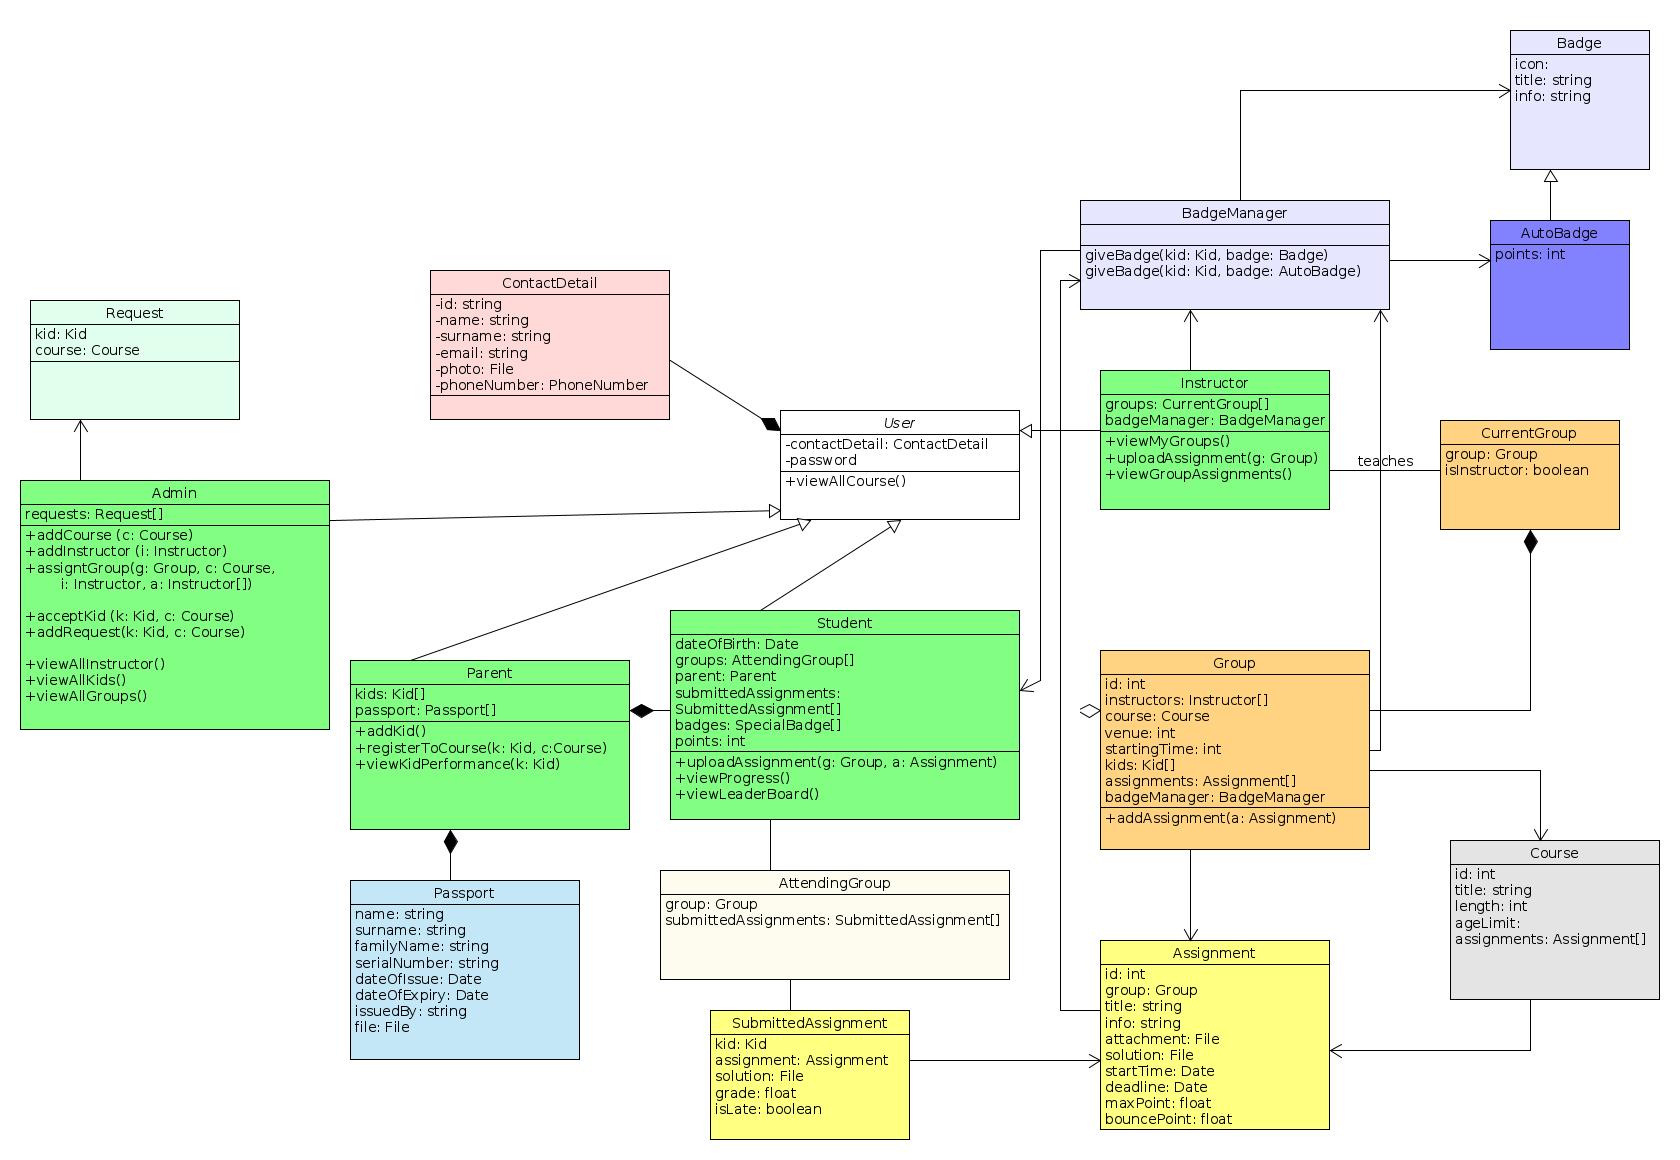 Badge
icon:
title: string
info: string
BadgeManager
giveBadge(kid: Kid, badge: Badge)
giveBadge(kid: Kid, badge: AutoBadge)
AutoBadge
points: int
ContactDetail
-id: string
-name: string
-surname: string
-email: string
-photo: File
-phoneNumber: PhoneNumber
Request
kid: Kid
course: Course
Instructor
groups: CurrentGroup[]
badgeManager: BadgeManager
+viewMyGroups()
+uploadAssignment(g: Group)
+viewGroupAssignments()
teaches
User
-contactDetail: ContactDetail
-password
+viewAllCourse()
CurrentGroup
group: Group
isInstructor: boolean
Admin
requests: Request[]
+addCourse (c: Course)
+addInstructor (i: Instructor)
+assigntGroup(g: Group, c: Course,
i: Instructor, a: Instructor[])
+acceptKid (k: Kid, c: Course)
+addRequest(k: Kid, c: Course)
+viewAllInstructor()
+viewAllKids()
+viewAllGroups()
Student
dateOfBirth: Date
groups: AttendingGroup[]
parent: Parent
submittedAssignments:
SubmittedAssignment[]
badges: SpecialBadge[]
points: int
+uploadAssignment(g: Group, a: Assignment)
+viewProgress()
+viewLeaderBoard()
Parent
kids: Kid[]
passport: Passport[]
+addKid()
+registerToCourse(k: Kid, c:Course)
+viewKidPerformance(k: Kid)
Group
id: int
instructors: Instructor[]
course: Course
venue: int
startingTime: int
kids: Kid[]
assignments: Assignment[]
badgeManager: BadgeManager
+addAssignment(a: Assignment)
Course
id: int
title: string
length: int
ageLimit:
assignments: Assignment[]
Passport
name: string
surname: string
familyName: string
serialNumber: string
dateOfIssue: Date
dateOfExpiry: Date
issuedBy: string
file: File
AttendingGroup
group: Group
submittedAssignments: SubmittedAssignment[]
Assignment
id: int
group: Group
title: string
info: string
attachment: File
solution: File
startTime: Date
deadline: Date
maxPoint: float
bouncePoint: float
SubmittedAssignment
kid: Kid
assignment: Assignment
solution: File
grade: float
isLate: boolean